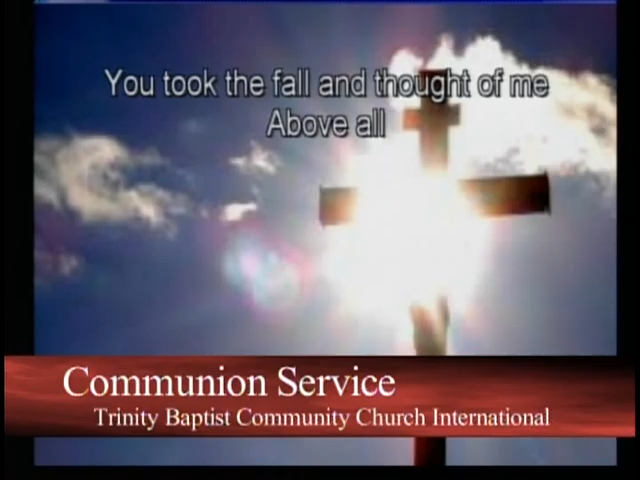 You took the fall and thought of me
Above all
Communion Service
Trinity Baptist Community Church International